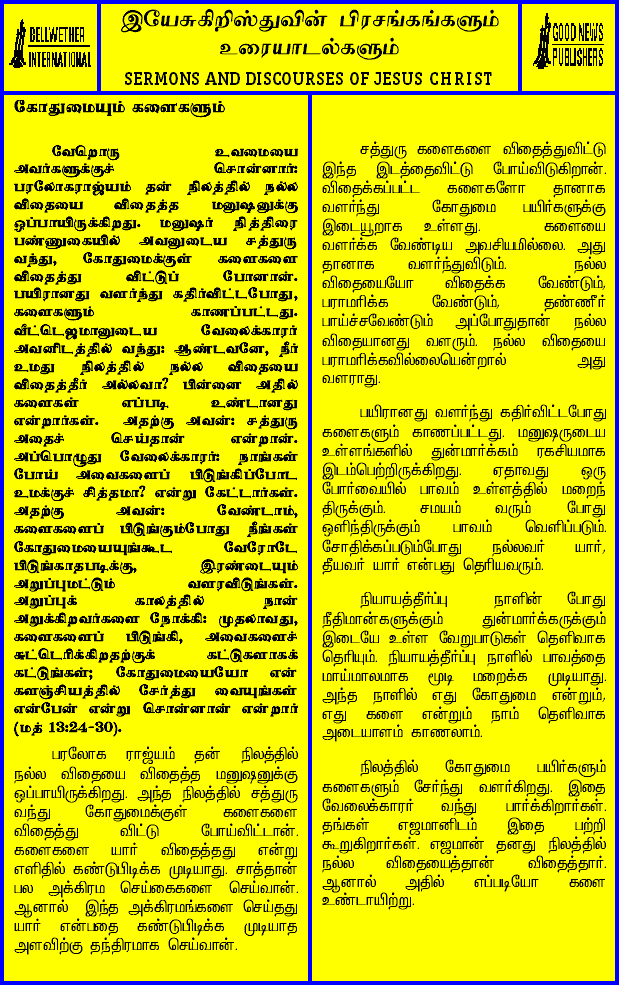 BELLWETHER
INTERNATIONAL
இயேசுகிறிஸ்துவின் பிரசங்கங்களும்
உரையாடல்களும்
SERMONS AND DISCOURSES OF JESUS CHRIST
GOOD NEWS
PUBLISHERS
கோதுமையும் களைகளும்
வேறொரு உவமையை
அவர்களுக்குச் சொன்னார்:
பரலோகராஜ்யம் தன் நிலத்தில் நல்ல
விதையை விதைத்த மனுஷனுக்கு
ஒப்பாயிருக்கிறது. மனுஷர் நித்திரை
பண்ணுகையில் அவனுடைய சத்துரு
வந்து, கோதுமைக்குள் களைகளை
விதைத்து விட்டுப் போனான்.
பயிரானது வளர்ந்து கதிர்விட்டபோது,
களைகளும் காணப்பட்டது.
வீட்டெஜமானுடைய வேலைக்காரர்
அவனிடத்தில் வந்து: ஆண்டவனே, நீர்
உமது நிலத்தில் நல்ல விதையை
விதைத்தீர் அல்லவா? பின்னை அதில்
களைகள் எப்படி உண்டானது
என்றார்கள். அதற்கு அவன்: சத்துரு
அதைச் செய்தான் என்றான்.
அப்பொழுது வேலைக்காரர்: நாங்கள்
போய் அவைகளைப் பிடுங்கிப்போட
உமக்குச் சித்தமா? என்று கேட்டார்கள்.
அதற்கு அவன்: வேண்டாம்,
களைகளைப் பிடுங்கும்போது நீங்கள்
கோதுமையையுங்கூட வேரோடே
பிடுங்காதபடிக்கு, இரண்டையும்
அறுப்புமட்டும் வளரவிடுங்கள்.
அறுப்புக் காலத்தில் நான்
அறுக்கிறவர்களை நோக்கி: முதலாவது,
களைகளைப் பிடுங்கி, அவைகளைச்
சுட்டெரிக்கிறதற்குக் கட்டுகளாகக்
கட்டுங்கள்; கோதுமையையோ என்
களஞ்சியத்தில் சேர்த்து வையுங்கள்
என்பேன் என்று சொன்னான் என்றார்
(மத் 13:24-30).
பரலோக ராஜ்யம் தன் நிலத்தில்
நல்ல விதையை விதைத்த மனுஷனுக்கு
ஒப்பாயிருக்கிறது. அந்த நிலத்தில் சத்துரு
வந்து கோதுமைக்குள் களைகளை
விதைத்து விட்டு போய்விட்டான்.
களைகளை யார் விதைத்தது என்று
எளிதில் கண்டுபிடிக்க முடியாது. சாத்தான்
பல அக்கிரம செய்கைகளை செய்வான்.
ஆனால் இந்த அக்கிரமங்களை செய்தது
யார் என்பதை கண்டுபிடிக்க முடியாத
அளவிற்கு தந்திரமாக செய்வான்.
சத்துரு களைகளை விதைத்துவிட்டு
இந்த இடத்தைவிட்டு போய்விடுகிறான்.
விதைக்கப்பட்ட களைகளோ தானாக
வளர்ந்து கோதுமை பயிர்களுக்கு
இடையூறாக உள்ளது. களையை
வளர்க்க வேண்டிய அவசியமில்லை. அது
தானாக வளர்ந்துவிடும். நல்ல
விதையையோ விதைக்க வேண்டும்,
பராமரிக்க வேண்டும், தண்ணீர்
பாய்ச்சவேண்டும் அப்போதுதான் நல்ல
விதையானது வளரும். நல்ல விதையை
பராமரிக்கவில்லையென்றால் அது
வளராது.
பயிரானது வளர்ந்து கதிர்விட்டபோது
களைகளும் காணப்பட்டது. மனுஷருடைய
உள்ளங்களில் துன்மார்க்கம் ரகசியமாக
இடம்பெற்றிருக்கிறது. ஏதாவது ஒரு
போர்வையில் பாவம் உள்ளத்தில் மறைந்
திருக்கும். சமயம் வரும் போது
ஒளிந்திருக்கும் பாவம் வெளிப்படும்.
சோதிக்கப்படும்போது நல்லவர் யார்,
தீயவர் யார் என்பது தெரியவரும்.
நியாயத்தீர்ப்பு நாளின் போது
நீதிமான்களுக்கும் துன்மார்க்கருக்கும்
இடையே உள்ள வேறுபாடுகள் தெளிவாக
தெரியும். நியாயத்தீர்ப்பு நாளில் பாவத்தை
மாய்மாலமாக மூடி மறைக்க முடியாது.
அந்த நாளில் எது கோதுமை என்றும்,
எது களை என்றும் நாம் தெளிவாக
அடையாளம் காணலாம்.
நிலத்தில் கோதுமை பயிர்களும்
களைகளும் சேர்ந்து வளர்கிறது. இதை
வேலைக்காரர் வந்து பார்க்கிறார்கள்.
தங்கள் எஜமானிடம் இதை பற்றி
கூறுகிறார்கள். எஜமான் தனது நிலத்தில்
நல்ல விதையைத்தான் விதைத்தார்.
ஆனால் அதில் எப்படியோ களை
உண்டாயிற்று.